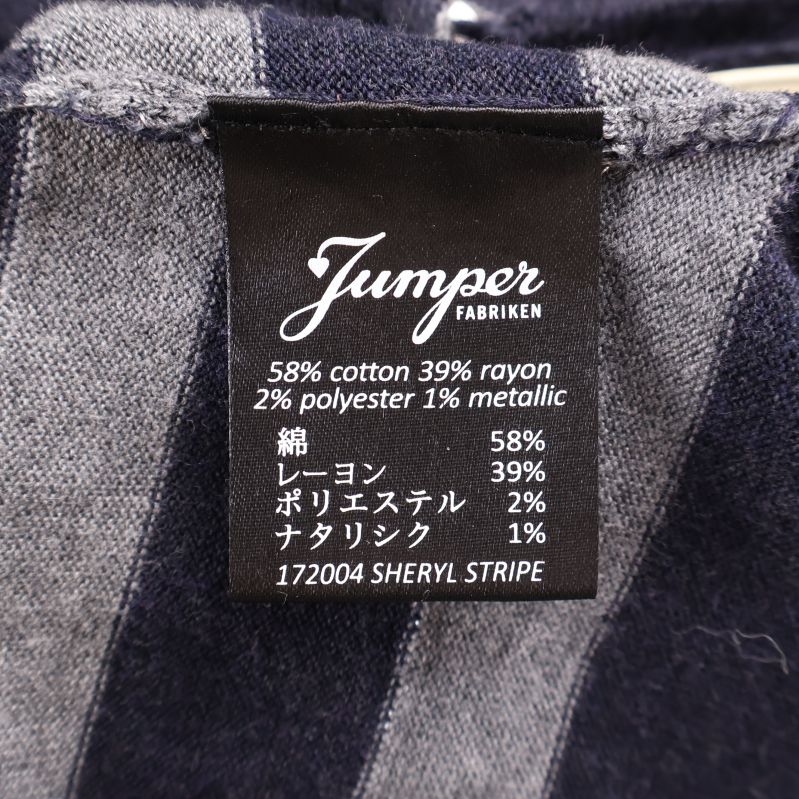 Jumper
FABRIKEN
58% cotton 39% rayon
2% polyester 1% metallic
綿 58%
レーヨン 39%
ポリエステル 2%
ナタリシク 1%
172004 SHERYL STRIPE